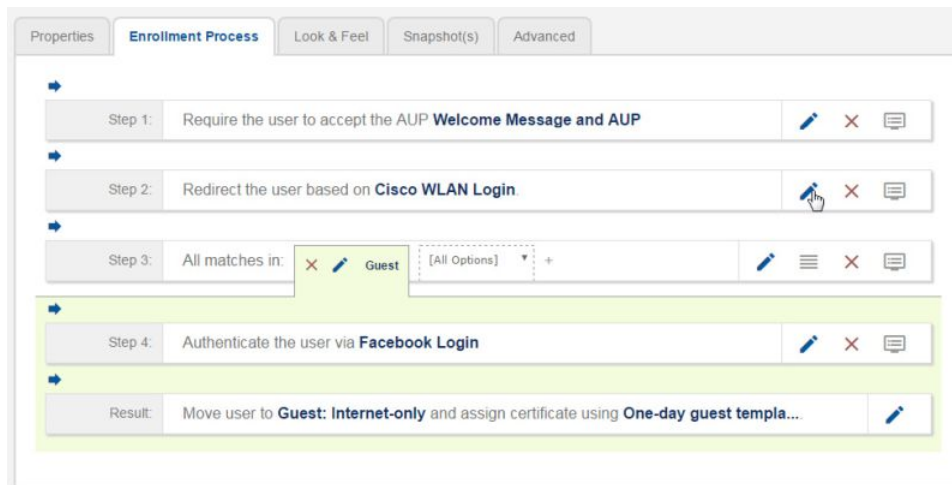 Properties
Enrollment Process
Look & Feel
Snapshot(s)
Advanced
Step 1: Require the user to accept the AUP Welcome Message and AUP
Step 2: Redirect the user based on Cisco WLAN Login.
Step 3: All matches in: Guest [All Options] +
Step 4: Authenticate the user via Facebook Login
Result: Move user to Guest: Internet-only and assign certificate using One-day guest templa....